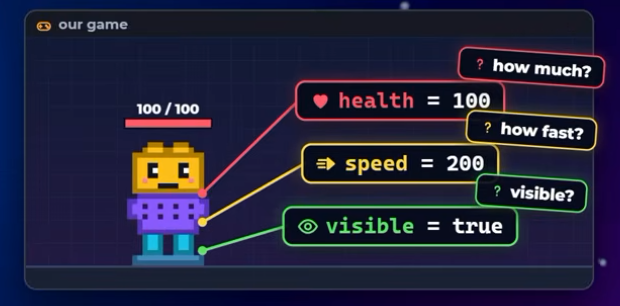 our game
? how much?
health = 100
100 / 100
? how fast?
speed = 200
? visible?
visible = true